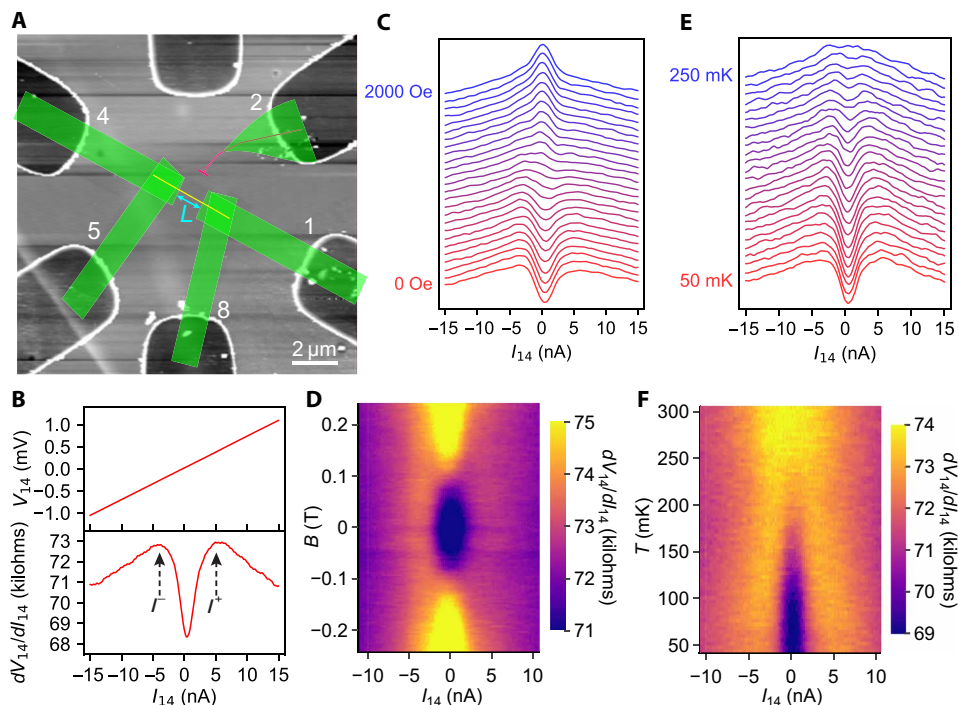 A
4
2
L
5
1
8
2 μm
B
1.0
0.5
0.0
−0.5
−1.0
V14 (mV)
73
72
71
70
69
68
dV14/dI14 (kilohms)
I−
I+
−15 −10 −5 0 5 10 15
I14 (nA)
C
2000 Oe
0 Oe
−15 −10 −5 0 5 10 15
I14 (nA)
D
0.2
0.1
0
−0.1
−0.2
B (T)
−10 0 10
I14 (nA)
75
74
73
72
71
dV14/dI14 (kilohms)
E
250 mK
50 mK
−15 −10 −5 0 5 10 15
I14 (nA)
F
300
250
200
150
100
50
T (mK)
−10 −5 0 5 10
I14 (nA)
74
73
72
71
70
69
dV14/dI14 (kilohms)